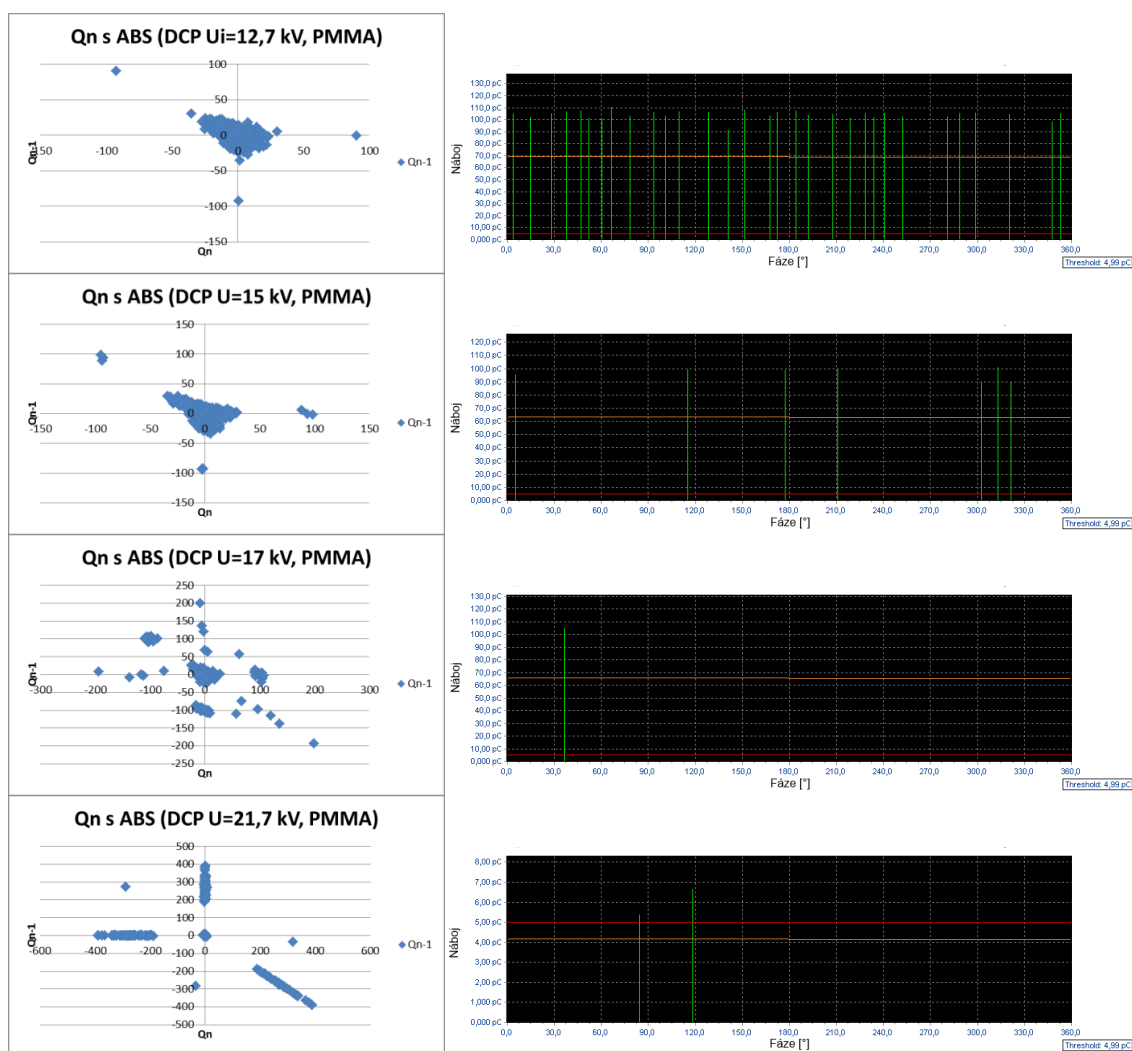 Qn s ABS (DCP Ui=12,7 kV, PMMA)
100
50
0
-150 -100 -50 0 50 100
-50
-100
-150
Qn-1
Qn
Qn-1
130,0 pC
120,0 pC
110,0 pC
100,0 pC
90,0 pC
80,0 pC
70,0 pC
60,0 pC
50,0 pC
40,0 pC
30,0 pC
20,0 pC
10,00 pC
0,000 pC
Náboj
0,0 30,0 60,0 90,0 120,0 150,0 180,0 210,0 240,0 270,0 300,0 330,0 360,0
Fáze [°]
Threshold: 4,99 pC
Qn s ABS (DCP U=15 kV, PMMA)
150
100
50
0
-150 -100 -50 0 50 100 150
-50
-100
-150
Qn-1
Qn
Qn-1
120,0 pC
110,0 pC
100,0 pC
90,0 pC
80,0 pC
70,0 pC
60,0 pC
50,0 pC
40,0 pC
30,0 pC
20,0 pC
10,00 pC
0,000 pC
Náboj
0,0 30,0 60,0 90,0 120,0 150,0 180,0 210,0 240,0 270,0 300,0 330,0 360,0
Fáze [°]
Threshold: 4,99 pC
Qn s ABS (DCP U=17 kV, PMMA)
250
200
150
100
50
0
-300 -200 -100 0 100 200 300
-50
-100
-150
-200
-250
Qn-1
Qn
Qn-1
130,0 pC
120,0 pC
110,0 pC
100,0 pC
90,0 pC
80,0 pC
70,0 pC
60,0 pC
50,0 pC
40,0 pC
30,0 pC
20,0 pC
10,00 pC
0,000 pC
Náboj
0,0 30,0 60,0 90,0 120,0 150,0 180,0 210,0 240,0 270,0 300,0 330,0 360,0
Fáze [°]
Threshold: 4,99 pC
Qn s ABS (DCP U=21,7 kV, PMMA)
500
400
300
200
100
0
-600 -400 -200 0 200 400 600
-100
-200
-300
-400
-500
Qn-1
Qn
Qn-1
8,00 pC
7,00 pC
6,00 pC
5,00 pC
4,00 pC
3,00 pC
2,00 pC
1,000 pC
0,000 pC
Náboj
0,0 30,0 60,0 90,0 120,0 150,0 180,0 210,0 240,0 270,0 300,0 330,0 360,0
Fáze [°]
Threshold: 4,99 pC